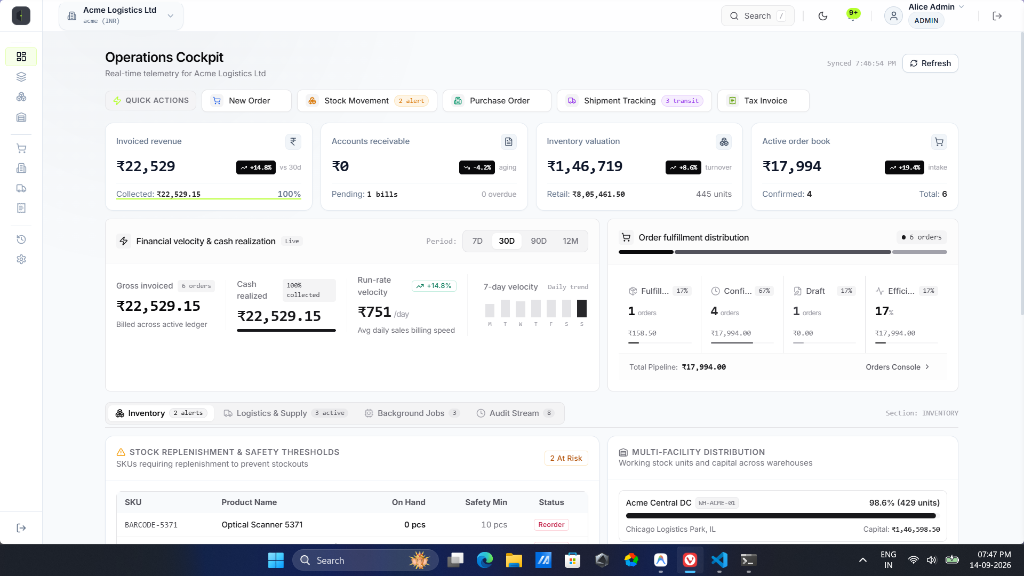 Acme Logistics Ltd
acme (INR)
Search /
9+
Alice Admin
ADMIN
Operations Cockpit
Real-time telemetry for Acme Logistics Ltd
Synced 7:46:54 PM
Refresh
QUICK ACTIONS
New Order
Stock Movement 2 alert
Purchase Order
Shipment Tracking 3 transit
Tax Invoice
Invoiced revenue ₹
₹22,529 +14.8% vs 30d
Collected: ₹22,529.15 100%
Accounts receivable
₹0 -4.2% aging
Pending: 1 bills 0 overdue
Inventory valuation
₹1,46,719 +8.6% turnover
Retail: ₹8,05,461.50 445 units
Active order book
₹17,994 +19.4% intake
Confirmed: 4 Total: 6
Financial velocity & cash realization Live
Period: 7D 30D 90D 12M
Gross invoiced 6 orders
₹22,529.15
Billed across active ledger
Cash realized 100% collected
₹22,529.15
Run-rate velocity +14.8%
₹751 /day
Avg daily sales billing speed
7-day velocity Daily trend
M T W T F S S
Order fulfillment distribution 6 orders
Fulfill... 17%
1 orders
₹158.50
Confi... 67%
4 orders
₹17,994.00
Draft 17%
1 orders
₹0.00
Effici... 17%
17%
₹17,994.00
Total Pipeline: ₹17,994.00
Orders Console
Inventory 2 alerts
Logistics & Supply 3 active
Background Jobs 3
Audit Stream 8
Section: INVENTORY
STOCK REPLENISHMENT & SAFETY THRESHOLDS
SKUs requiring replenishment to prevent stockouts
2 At Risk
SKU Product Name On Hand Safety Min Status
BARCODE-5371 Optical Scanner 5371 0 pcs 10 pcs Reorder
MULTI-FACILITY DISTRIBUTION
Working stock units and capital across warehouses
Acme Central DC WH-ACME-01 98.6% (429 units)
Chicago Logistics Park, IL Capital: ₹1,46,598.50
Search
ENG
IN
07:47 PM
14-09-2026